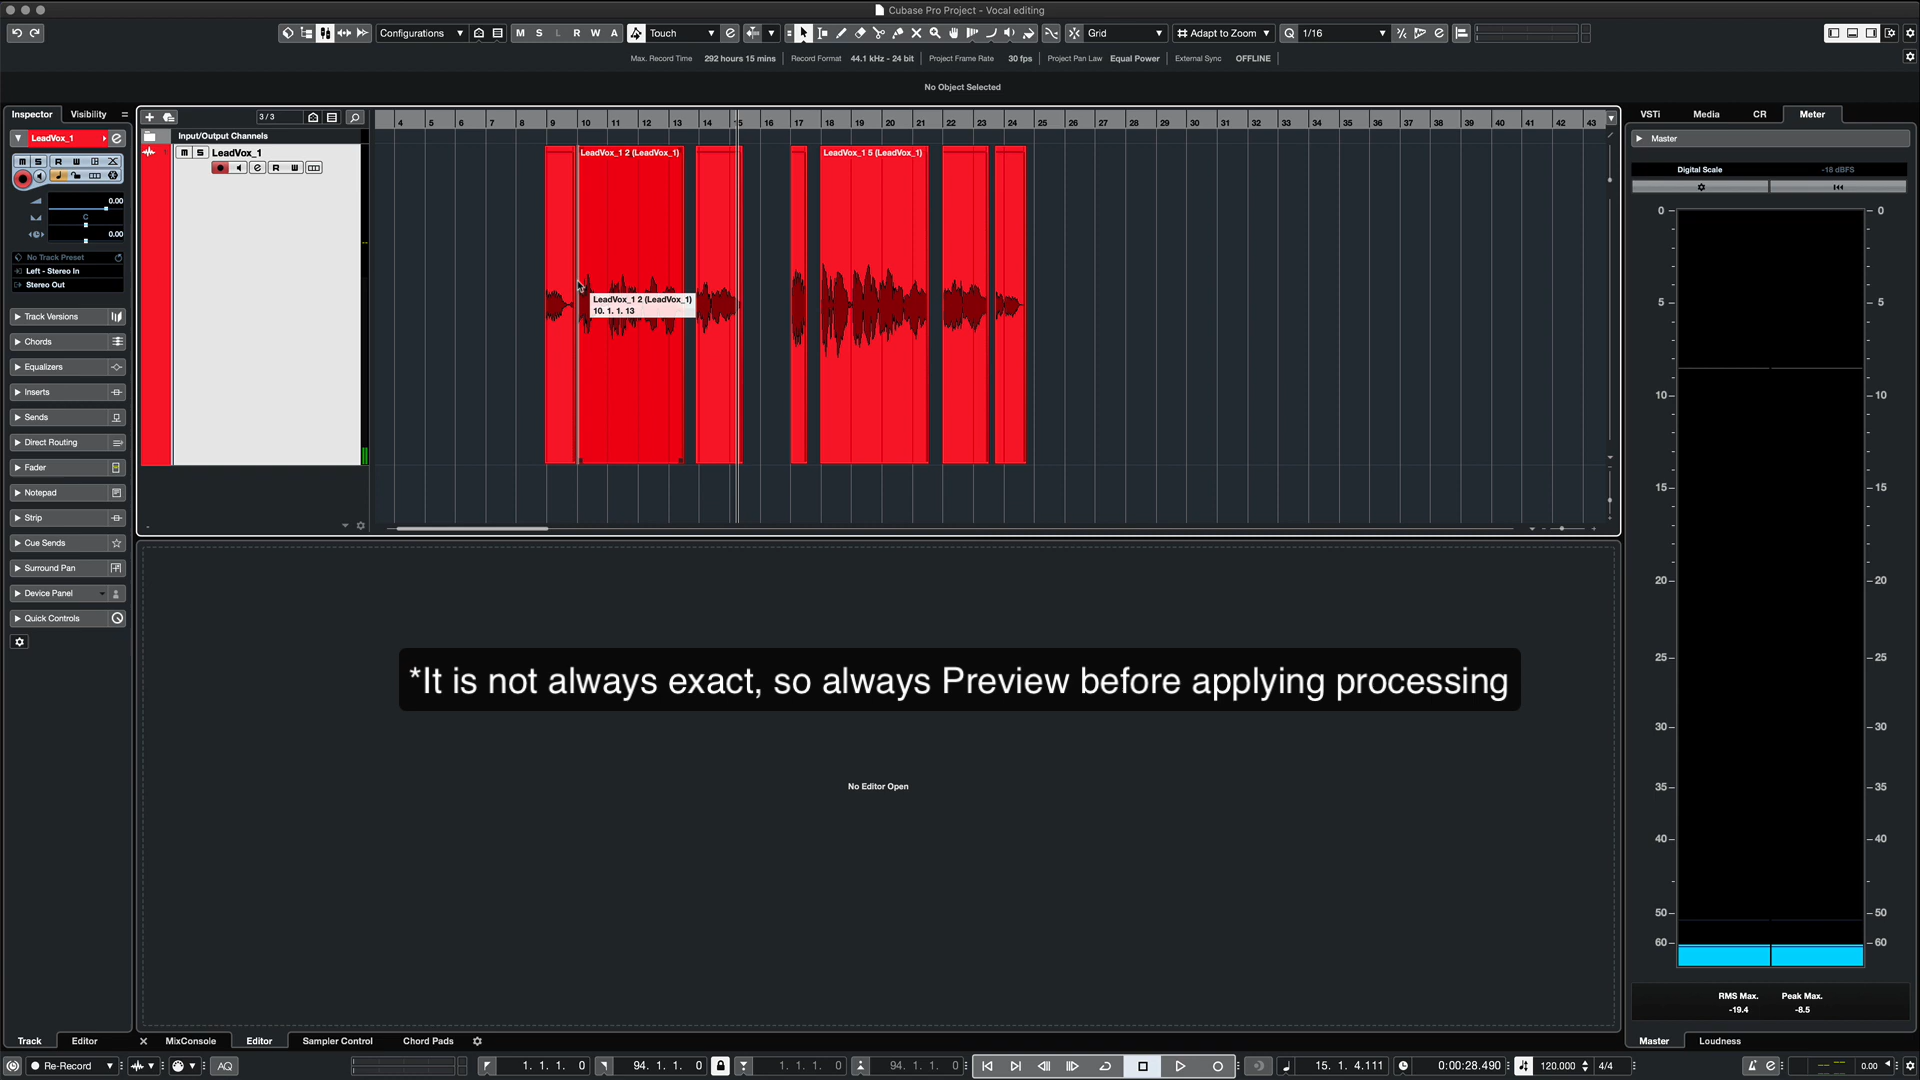 Cubase Pro Project - Vocal editing
Configurations
M S L R W A
Touch
Grid
Adapt to Zoom
Q 1/16
Max. Record Time 292 hours 15 mins
Record Format 44.1 kHz - 24 bit
Project Frame Rate 30 fps
Project Pan Law Equal Power
External Sync OFFLINE
No Object Selected
Inspector Visibility
LeadVox_1
M S R W
0.00
C
0.00
No Track Preset
Left - Stereo In
Stereo Out
Track Versions
Chords
Equalizers
Inserts
Sends
Direct Routing
Fader
Notepad
Strip
Cue Sends
Surround Pan
Device Panel
Quick Controls
3/3
Input/Output Channels
M S LeadVox_1
R W
4 5 6 7 8 9 10 11 12 13 14 15 16 17 18 19 20 21 22 23 24 25 26 27 28 29 30 31 32 33 34 35 36 37 38 39 40 41 42 43
LeadVox_1 2 (LeadVox_1)
LeadVox_1 5 (LeadVox_1)
LeadVox_1 2 (LeadVox_1)
10. 1. 1. 13
*It is not always exact, so always Preview before applying processing
No Editor Open
VSTi Media CR Meter
Master
Digital Scale -18 dBFS
0 0
5 5
10 10
15 15
20 20
25 25
30 30
35 35
40 40
50 50
60 60
RMS Max. Peak Max.
-19.4 -8.5
Master Loudness
Track Editor
MixConsole Editor Sampler Control Chord Pads
Re-Record
AQ
1. 1. 1. 0
94. 1. 1. 0
1. 1. 1. 0
94. 1. 1. 0
15. 1. 4.111
0:00:28.490
120.000
4/4
0.00